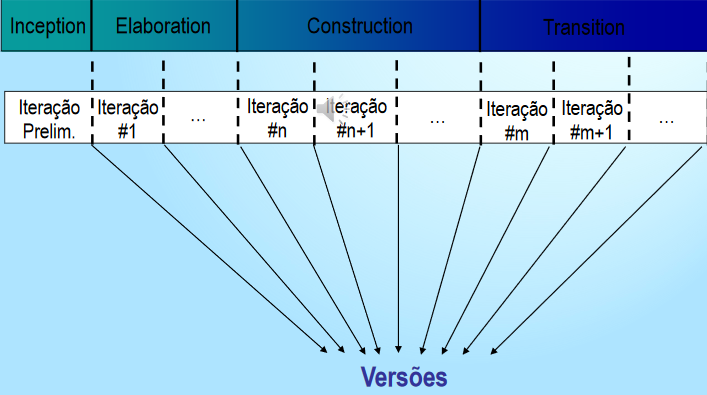 Inception Elaboration Construction Transition
Iteração Iteração ... Iteração Iteração ... Iteração Iteração ...
Prelim. #1 #n #n+1 #m #m+1
Versões